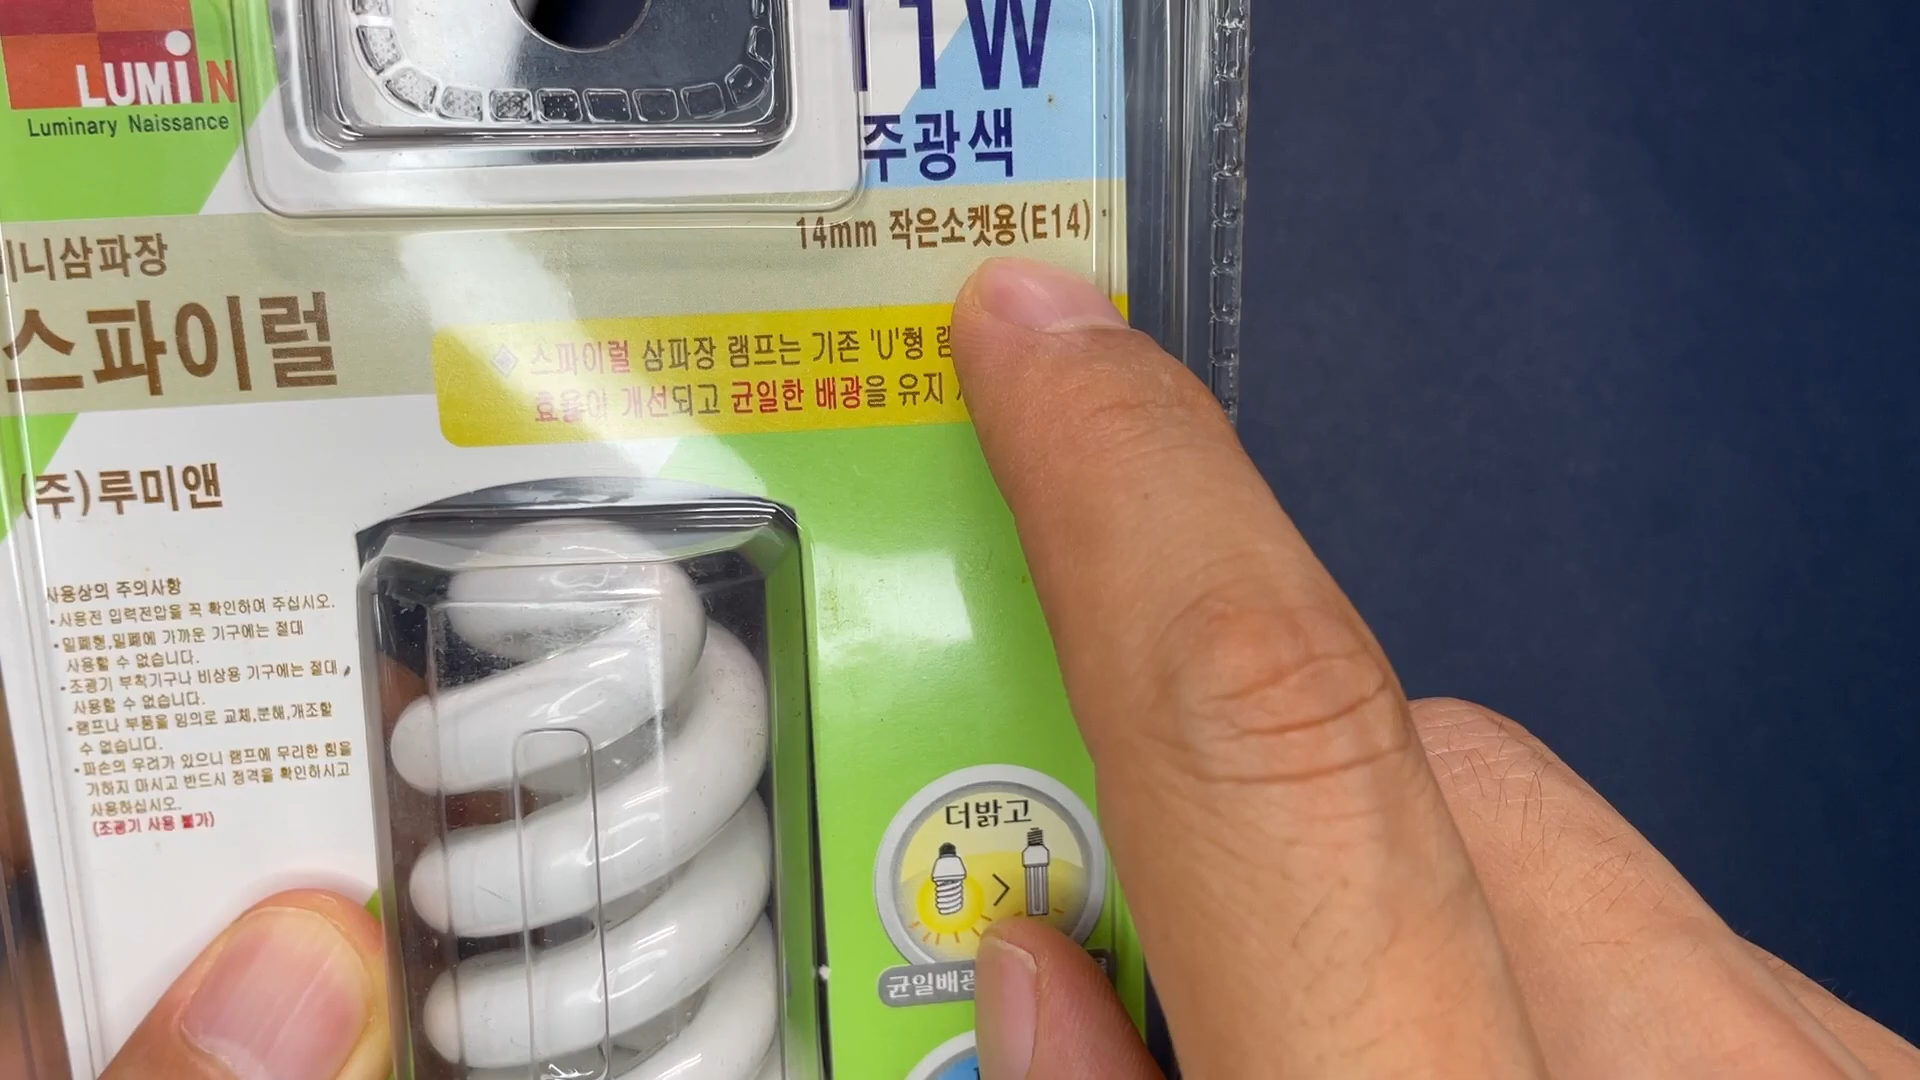 LUMiN
Luminary Naissance
11W
주광색
14mm 작은소켓용(E14)
미니삼파장
스파이럴
스파이럴 삼파장 램프는 기존 'U'형
효율이 개선되고 균일한 배광을 유지
(주)루미앤
사용상의 주의사항
•사용전 입력전압을 꼭 확인하여 주십시오.
•밀폐형,밀폐에 가까운 기구에는 절대
사용할 수 없습니다.
•조광기 부착기구나 비상용 기구에는 절대
사용할 수 없습니다.
•램프나 부품을 임의로 교체,분해,개조할
수 없습니다.
•파손의 우려가 있으니 램프에 무리한 힘을
가하지 마시고 반드시 정격을 확인하시고
사용하십시오.
(조광기 사용 불가)
더밝고
균일배광